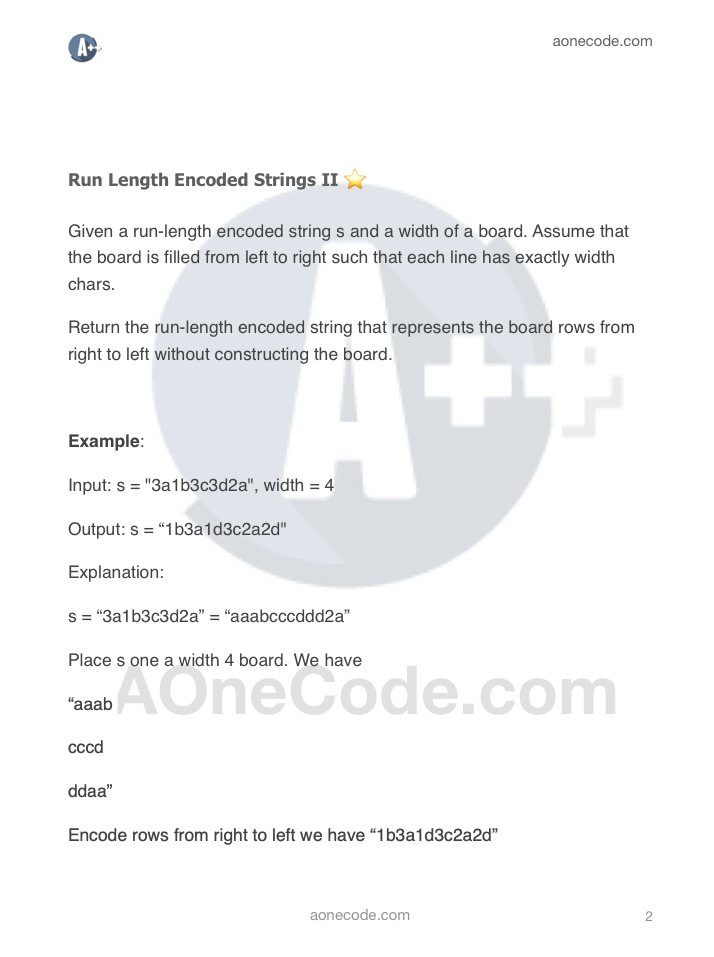 A++
aonecode.com
Run Length Encoded Strings II ⭐
Given a run-length encoded string s and a width of a board. Assume that
the board is filled from left to right such that each line has exactly width
chars.
Return the run-length encoded string that represents the board rows from
right to left without constructing the board.
A++
Example:
Input: s = "3a1b3c3d2a", width = 4
Output: s = “1b3a1d3c2a2d"
Explanation:
s = “3a1b3c3d2a” = “aaabcccddd2a”
Place s one a width 4 board. We have
AOneCode.com
“aaab
cccd
ddaa”
Encode rows from right to left we have “1b3a1d3c2a2d”
aonecode.com
2